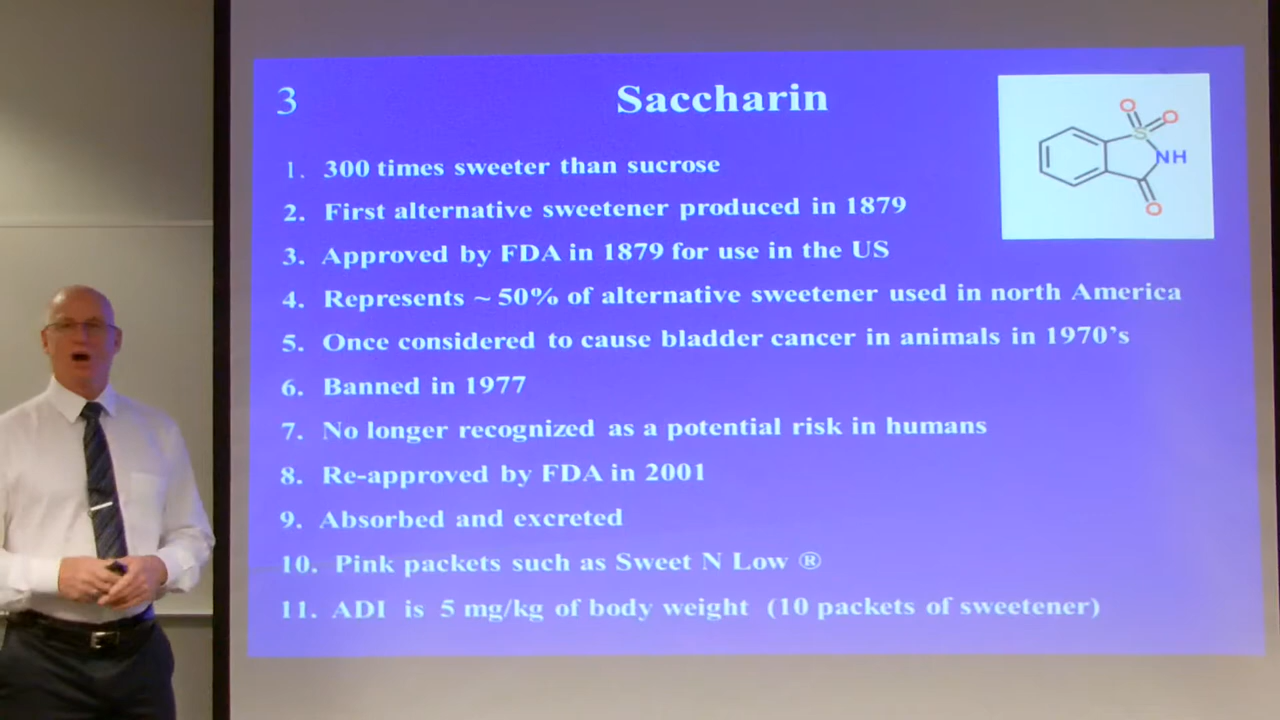 3
Saccharin
1. 300 times sweeter than sucrose
2. First alternative sweetener produced in 1879
3. Approved by FDA in 1879 for use in the US
4. Represents ~ 50% of alternative sweetener used in north America
5. Once considered to cause bladder cancer in animals in 1970's
6. Banned in 1977
7. No longer recognized as a potential risk in humans
8. Re-approved by FDA in 2001
9. Absorbed and excreted
10. Pink packets such as Sweet N Low ®
11. ADI is 5 mg/kg of body weight (10 packets of sweetener)
O
O
S
NH
O